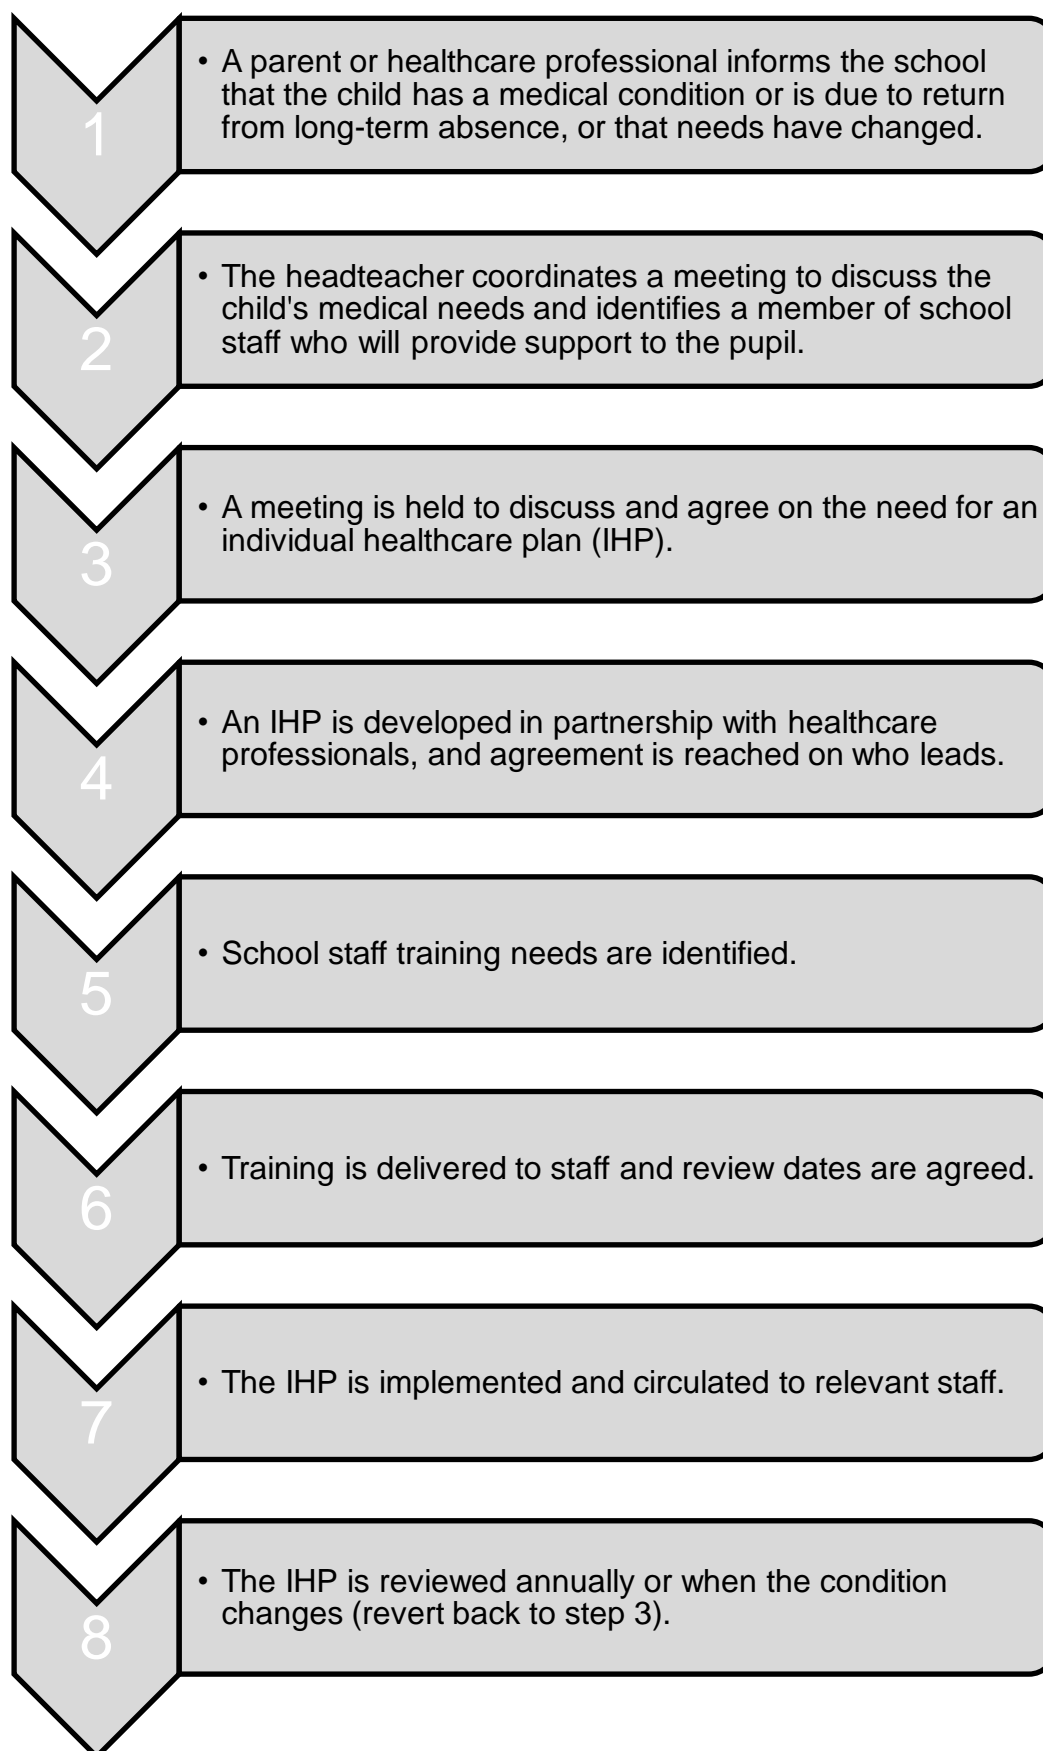 1
• A parent or healthcare professional informs the school
that the child has a medical condition or is due to return
from long-term absence, or that needs have changed.
2
• The headteacher coordinates a meeting to discuss the
child's medical needs and identifies a member of school
staff who will provide support to the pupil.
3
• A meeting is held to discuss and agree on the need for an
individual healthcare plan (IHP).
4
• An IHP is developed in partnership with healthcare
professionals, and agreement is reached on who leads.
5
• School staff training needs are identified.
6
• Training is delivered to staff and review dates are agreed.
7
• The IHP is implemented and circulated to relevant staff.
8
• The IHP is reviewed annually or when the condition
changes (revert back to step 3).